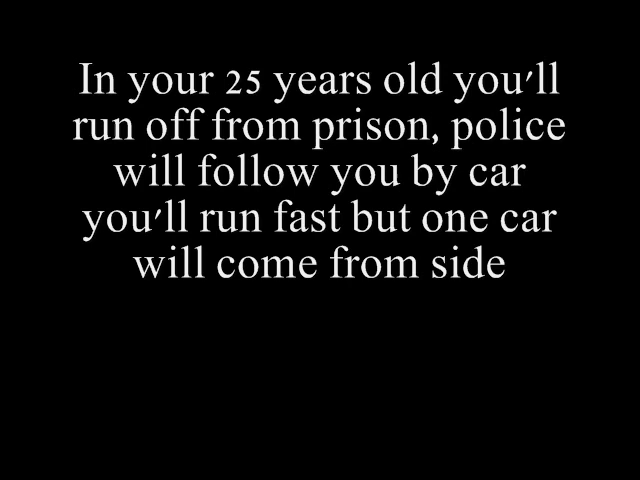 In your 25 years old you'll
run off from prison, police
will follow you by car
you'll run fast but one car
will come from side